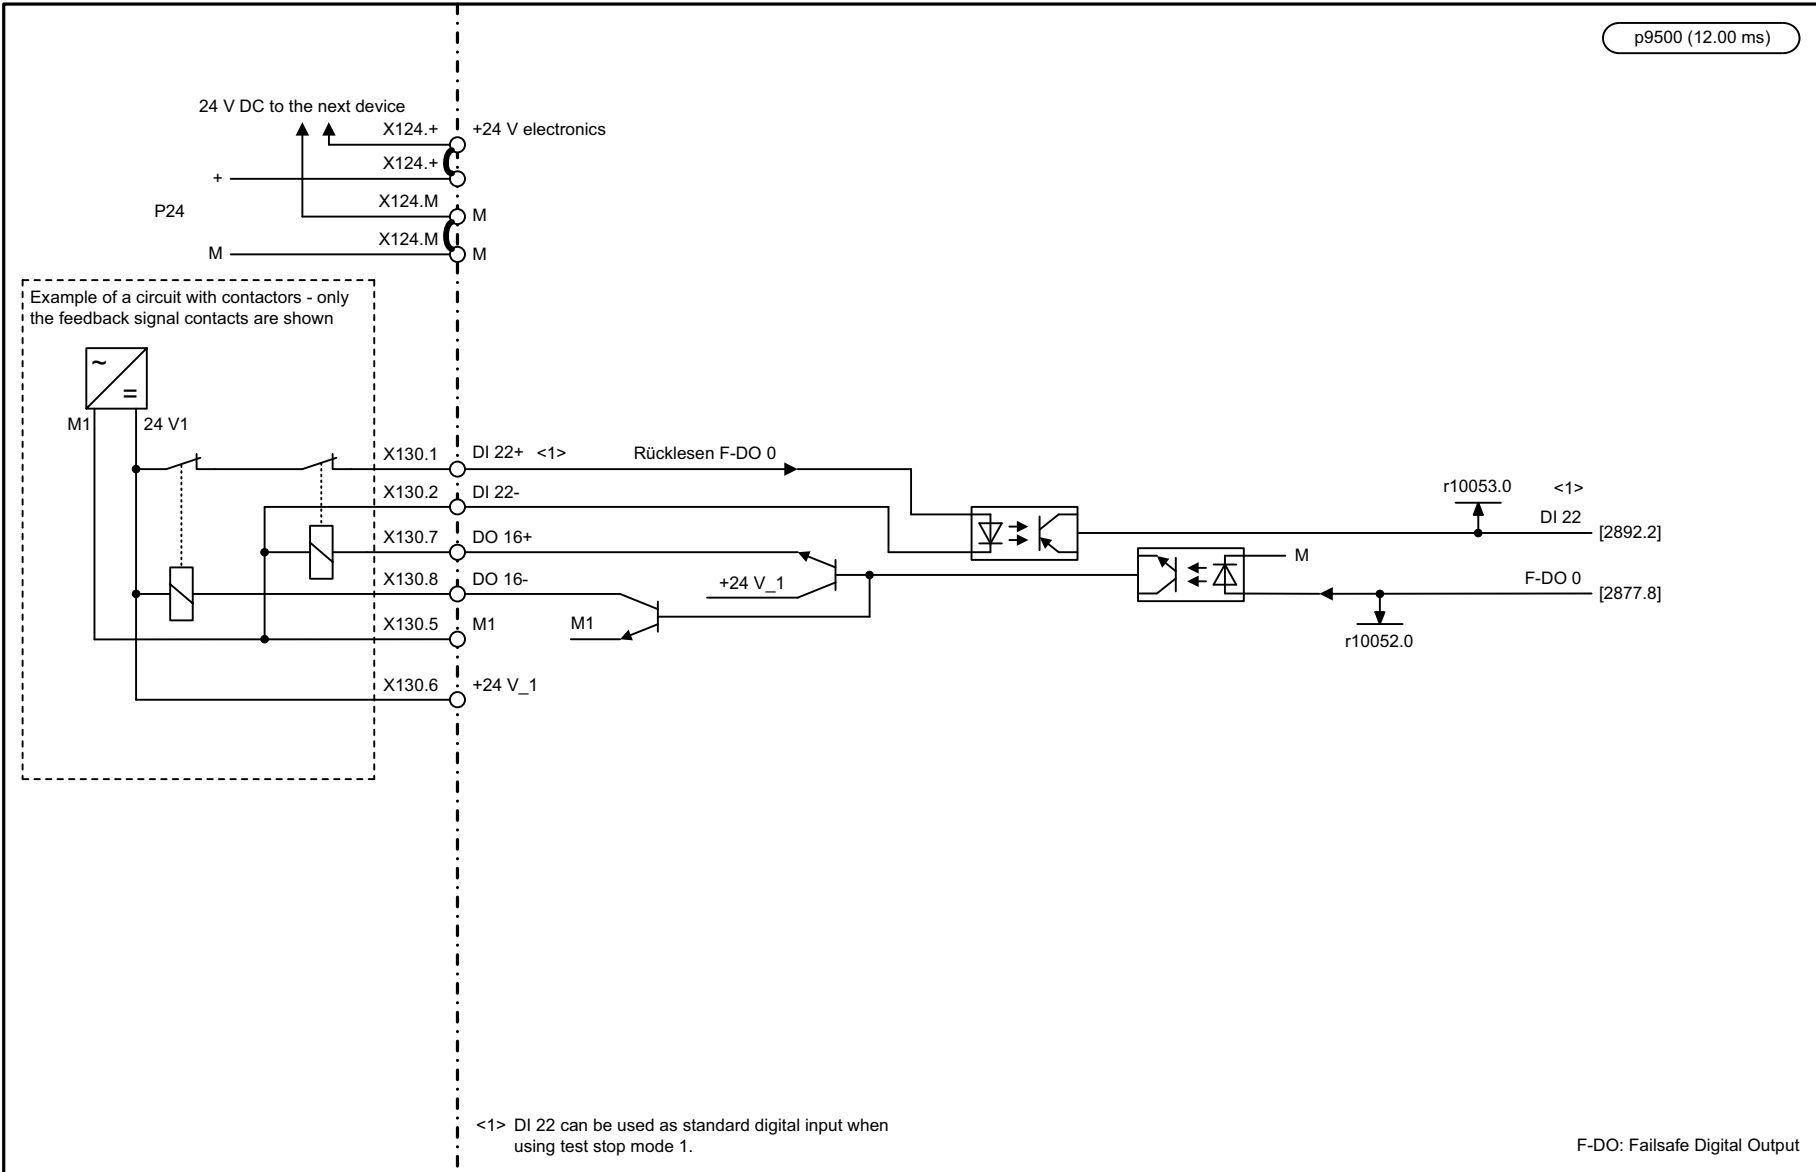 p9500 (12.00 ms)
24 V DC to the next device
X124.+
+24 V electronics
X124.+
+
P24
X124.M
M
X124.M
M
M
Example of a circuit with contactors - only
the feedback signal contacts are shown
~
=
M1
24 V1
X130.1
DI 22+ <1>
Rücklesen F-DO 0
X130.2
DI 22-
r10053.0
<1>
DI 22
[2892.2]
X130.7
DO 16+
M
X130.8
DO 16-
+24 V_1
F-DO 0
[2877.8]
X130.5
M1
M1
r10052.0
X130.6
+24 V_1
<1> DI 22 can be used as standard digital input when
using test stop mode 1.
F-DO: Failsafe Digital Output